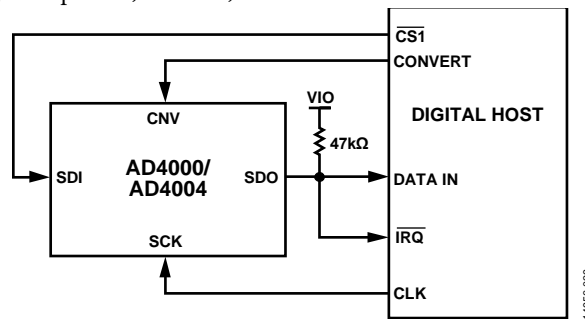 CS1
CONVERT
VIO
DIGITAL HOST
CNV
47kΩ
AD4000/
AD4004
SDI
SDO
DATA IN
SCK
IRQ
CLK